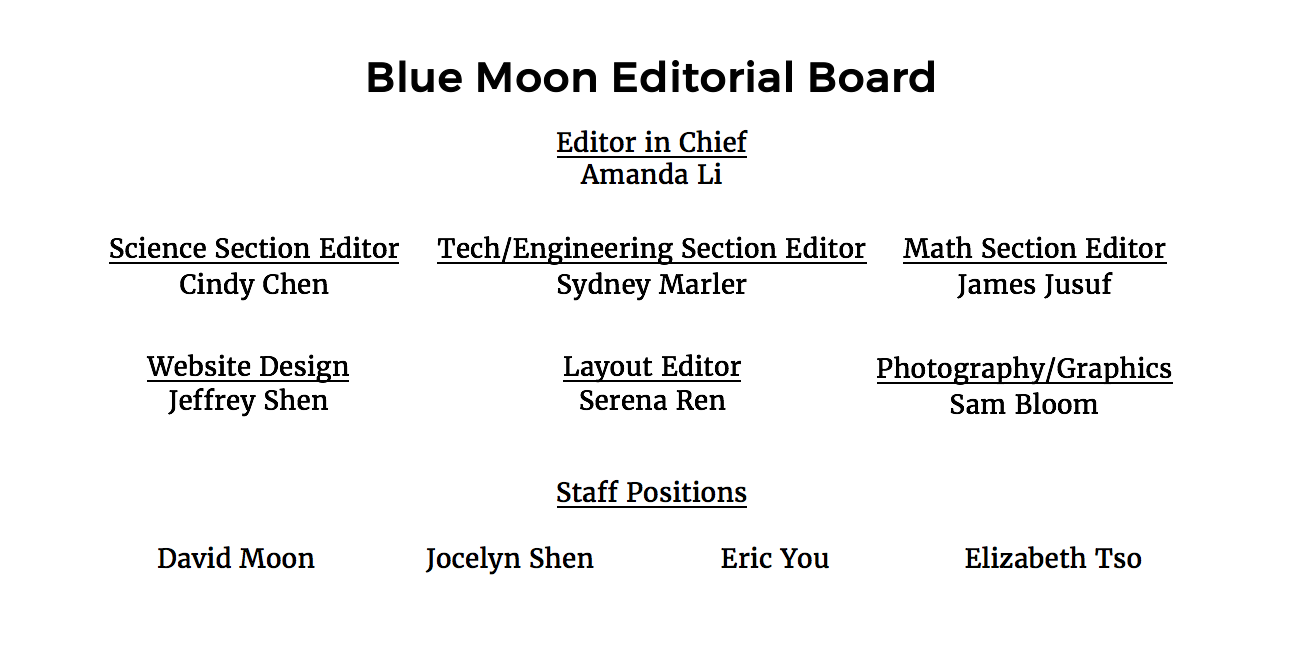 Blue Moon Editorial Board
Editor in Chief
Amanda Li
Science Section Editor Tech/Engineering Section Editor Math Section Editor
Cindy Chen Sydney Marler James Jusuf
Website Design Layout Editor Photography/Graphics
Jeffrey Shen Serena Ren Sam Bloom
Staff Positions
David Moon Jocelyn Shen Eric You Elizabeth Tso